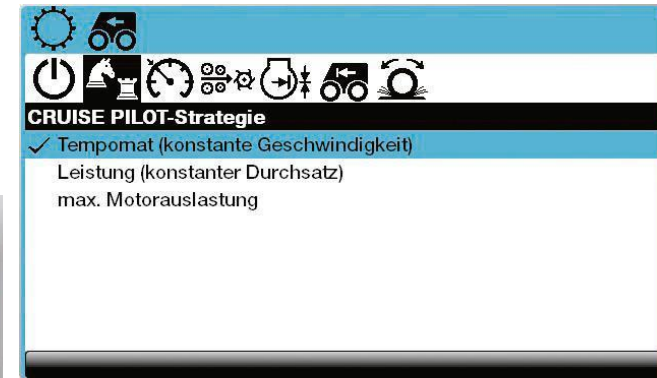 CRUISE PILOT-Strategie
Tempomat (konstante Geschwindigkeit)
Leistung (konstanter Durchsatz)
max. Motorauslastung